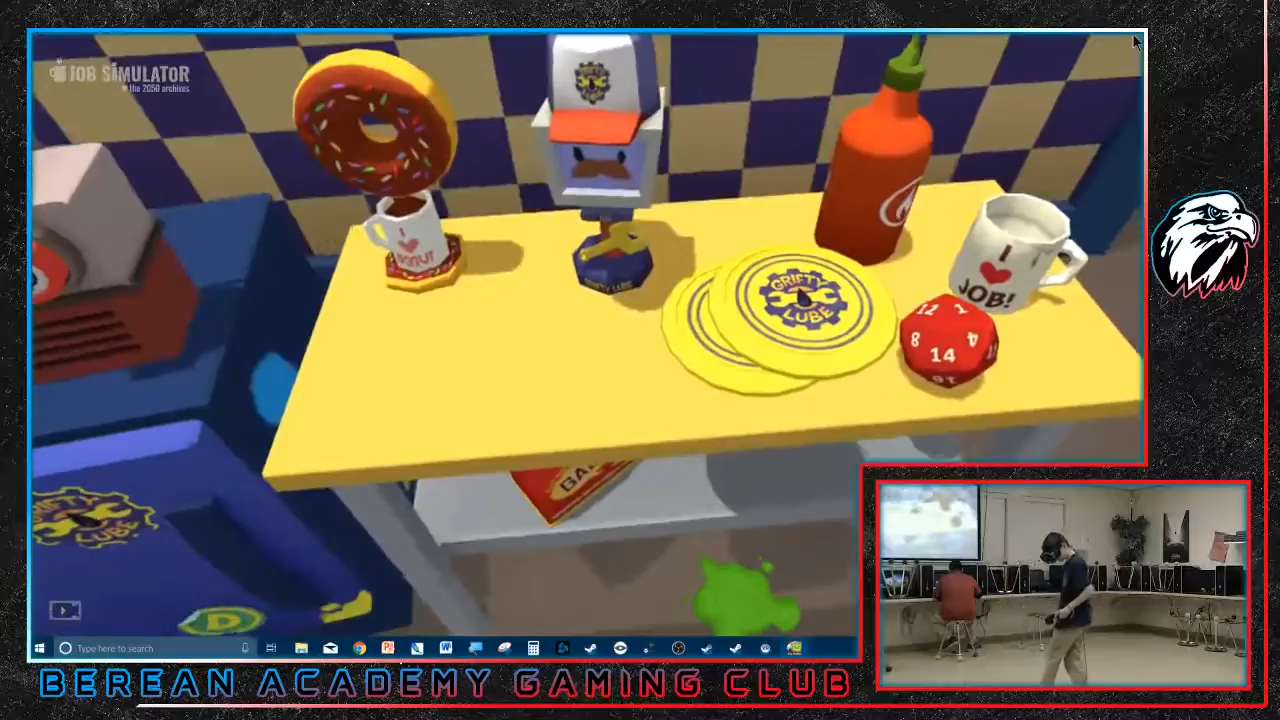 JOB SIMULATOR
the 2050 archives
I
DONUT
GRIFTY LUBE
GRIFTY
LUBE
I
JOB!
12 1
8 4
14
GRIFTY
LUBE
D
Type here to search
BEREAN ACADEMY GAMING CLUB